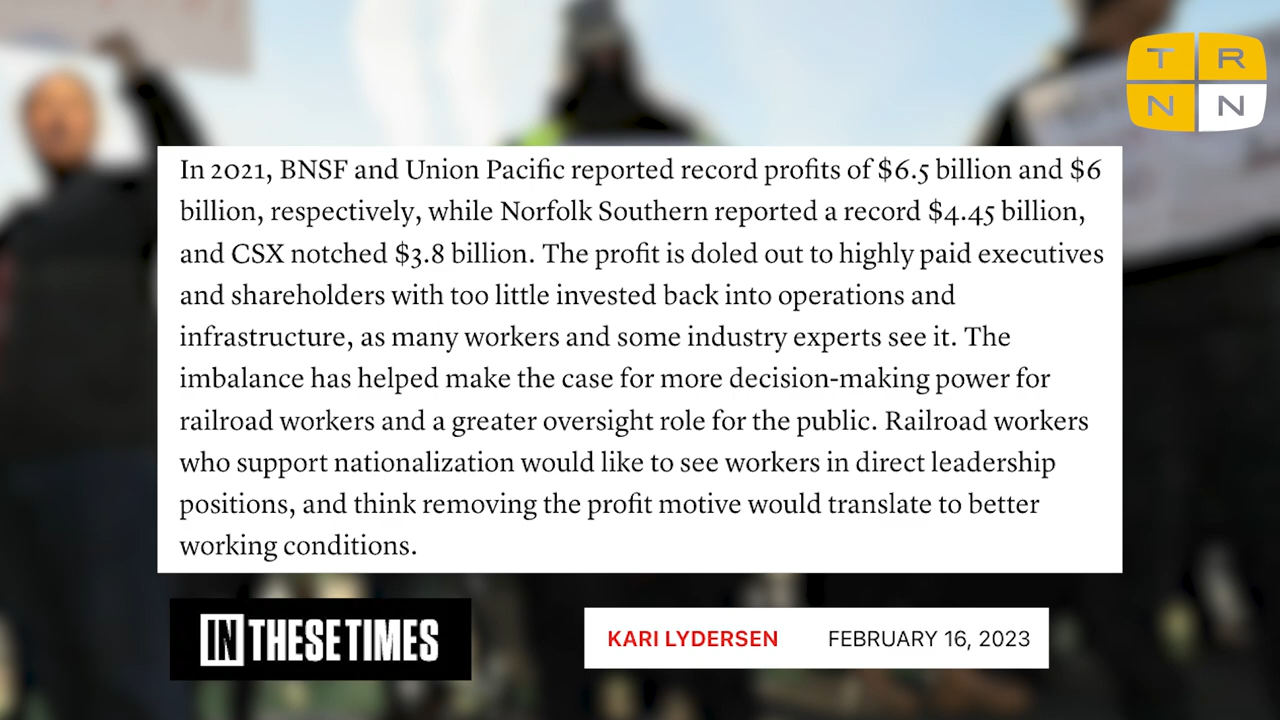 T R
N N
In 2021, BNSF and Union Pacific reported record profits of $6.5 billion and $6
billion, respectively, while Norfolk Southern reported a record $4.45 billion,
and CSX notched $3.8 billion. The profit is doled out to highly paid executives
and shareholders with too little invested back into operations and
infrastructure, as many workers and some industry experts see it. The
imbalance has helped make the case for more decision-making power for
railroad workers and a greater oversight role for the public. Railroad workers
who support nationalization would like to see workers in direct leadership
positions, and think removing the profit motive would translate to better
working conditions.
IN THESE TIMES
KARI LYDERSEN FEBRUARY 16, 2023